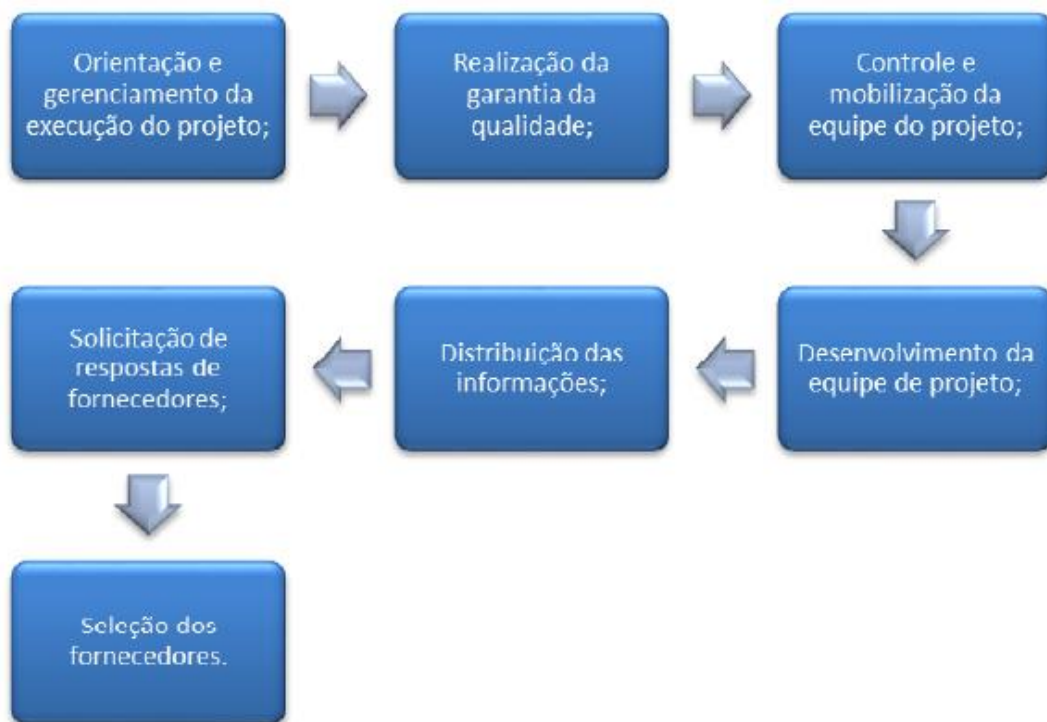 Orientação e
gerenciamento da
execução do projeto;
Realização da
garantia da
qualidade;
Controle e
mobilização da
equipe do projeto;
Desenvolvimento da
equipe de projeto;
Distribuição das
informações;
Solicitação de
respostas de
fornecedores;
Seleção dos
fornecedores.